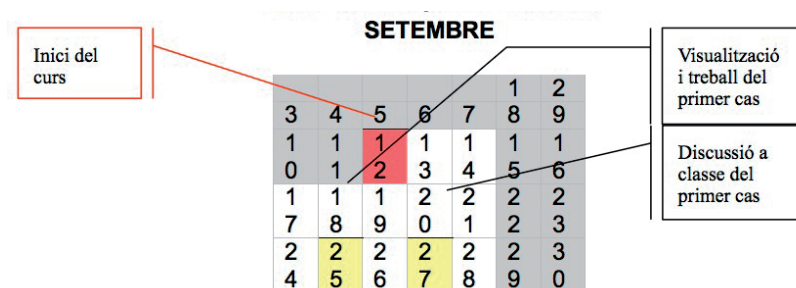 SETEMBRE
Inici del
curs
Visualització
i treball del
primer cas
Discussió a
classe del
primer cas
1 2
3 4 5 6 7 8 9
1 1 1 1 1 1 1
0 1 2 3 4 5 6
1 1 1 2 2 2 2
7 8 9 0 1 2 3
2 2 2 2 2 2 3
4 5 6 7 8 9 0